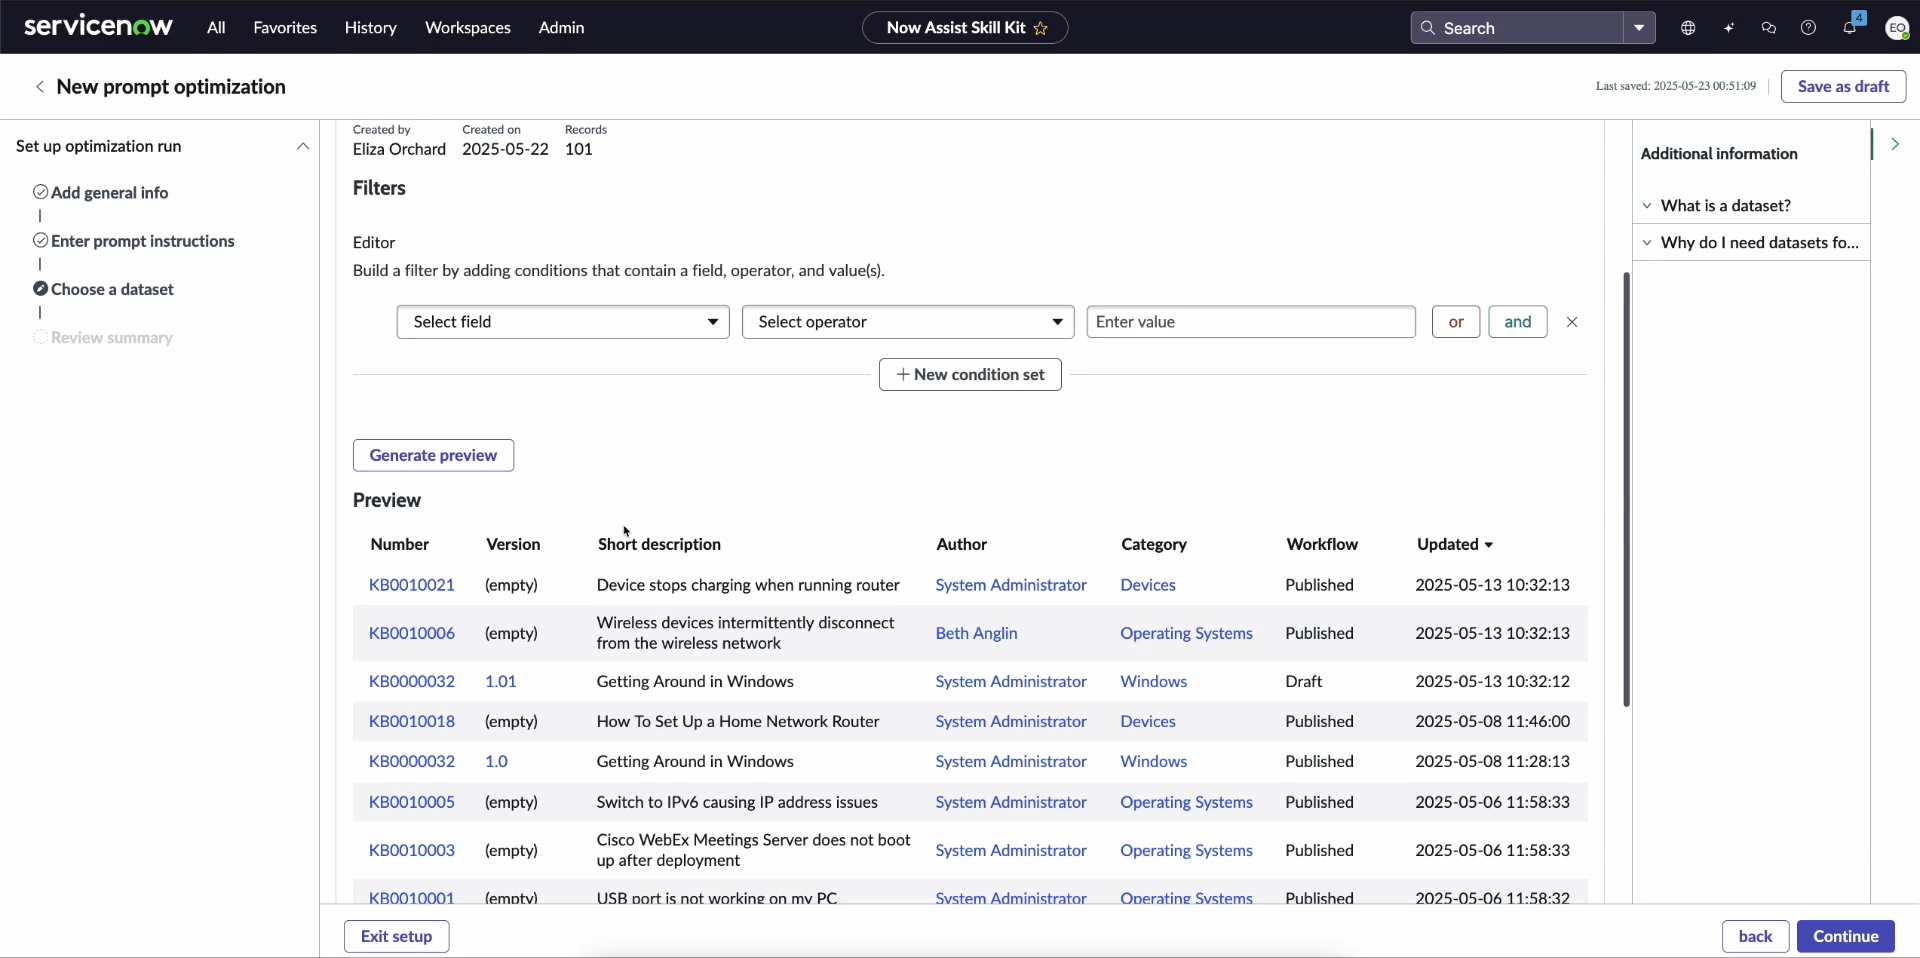 servicenow All Favorites History Workspaces Admin Now Assist Skill Kit Search 4 EO
New prompt optimization Last saved: 2025-05-23 00:51:09 Save as draft
Set up optimization run
Add general info
Enter prompt instructions
Choose a dataset
Review summary
Created by Created on Records
Eliza Orchard 2025-05-22 101
Filters
Editor
Build a filter by adding conditions that contain a field, operator, and value(s).
Select field Select operator Enter value or and
New condition set
Generate preview
Preview
Number Version Short description Author Category Workflow Updated
KB0010021 (empty) Device stops charging when running router System Administrator Devices Published 2025-05-13 10:32:13
KB0010006 (empty) Wireless devices intermittently disconnect from the wireless network Beth Anglin Operating Systems Published 2025-05-13 10:32:13
KB0000032 1.01 Getting Around in Windows System Administrator Windows Draft 2025-05-13 10:32:12
KB0010018 (empty) How To Set Up a Home Network Router System Administrator Devices Published 2025-05-08 11:46:00
KB0000032 1.0 Getting Around in Windows System Administrator Windows Published 2025-05-08 11:28:13
KB0010005 (empty) Switch to IPv6 causing IP address issues System Administrator Operating Systems Published 2025-05-06 11:58:33
KB0010003 (empty) Cisco WebEx Meetings Server does not boot up after deployment System Administrator Operating Systems Published 2025-05-06 11:58:33
KB0010001 (empty) USB port is not working on my PC System Administrator Operating Systems Published 2025-05-06 11:58:32
Additional information
What is a dataset?
Why do I need datasets fo...
Exit setup back Continue